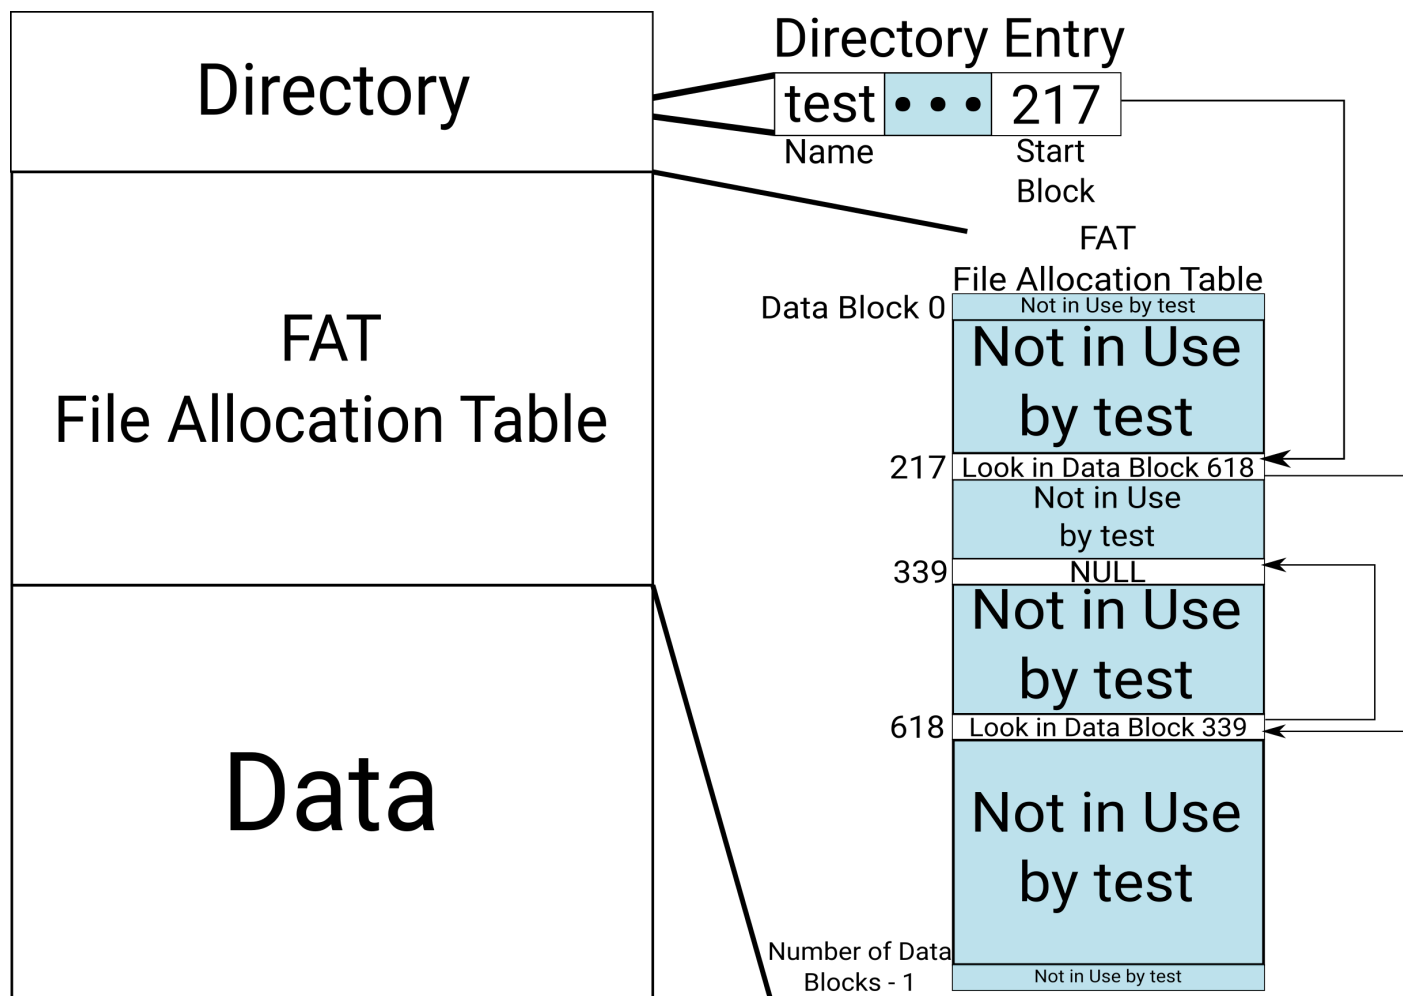 Directory
FAT
File Allocation Table
Data
Directory Entry
test • • • 217
Name
Start
Block
FAT
File Allocation Table
Data Block 0
Not in Use by test
Not in Use
by test
217
Look in Data Block 618
Not in Use
by test
339
NULL
Not in Use
by test
618
Look in Data Block 339
Not in Use
by test
Number of Data
Blocks - 1
Not in Use by test